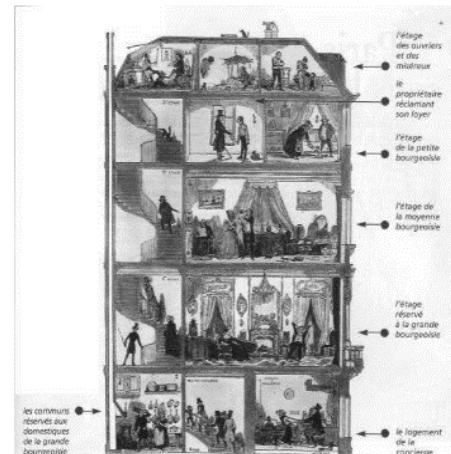 l'étage
des ouvriers
et des
miséreux
le
propriétaire
réclamant
son loyer
l'étage
de la petite
bourgeoisie
l'étage de
la moyenne
bourgeoisie
l'étage
réservé
à la grande
bourgeoisie
les communs
réservés aux
domestiques
de la grande
bourgeoisie
le logement
de la
concierge